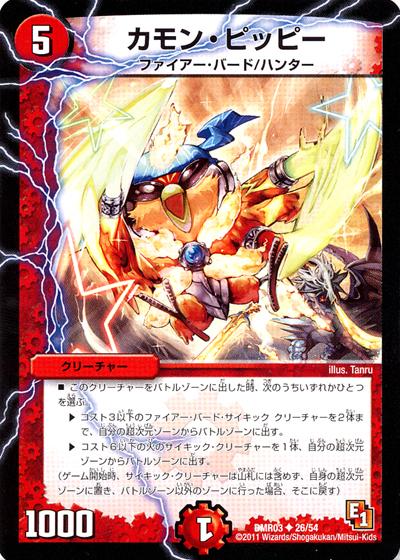 5
カモン・ピッピー
ファイアー・バード/ハンター
illus. Tanru
クリーチャー
■ このクリーチャーをバトルゾーンに出した時、次のうちいずれかひとつ
を選ぶ。
▶ コスト3以下のファイアー・バード・サイキック クリーチャーを2体ま
で、自分の超次元ゾーンからバトルゾーンに出す。
▶ コスト6以下の火のサイキック・クリーチャーを1体、自分の超次元ゾ
ーンからバトルゾーンに出す。
(ゲーム開始時、サイキック・クリーチャーは山札には含めず、自分の超次元
ゾーンに置き、バトルゾーン以外のゾーンに行った場合、そこに戻す)
1000
1
DMR03 ◆ 26/54
©2011 Wizards/Shogakukan/Mitsui-Kids
E1